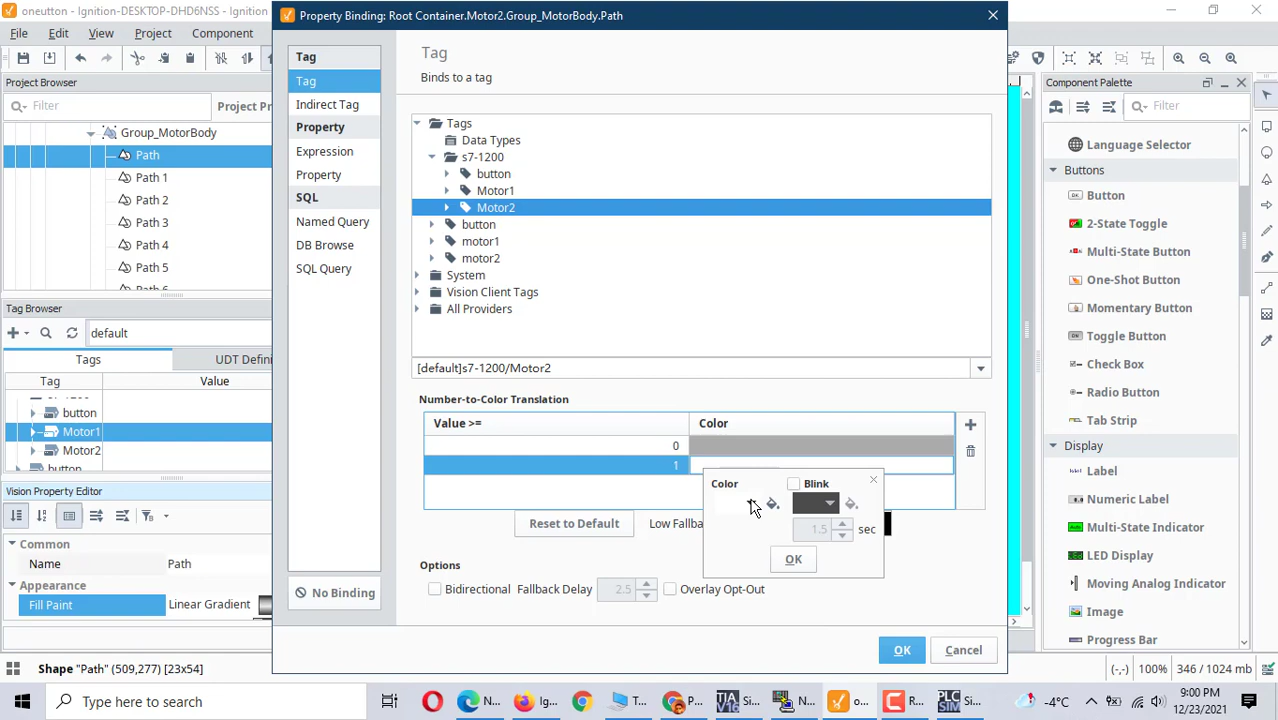 oneutton - Ignition-DESKTOP-DHD6NSS
Property Binding: Root Container.Motor2.Group_MotorBody.Path
File Edit View Project Component
Project Browser
Filter
Project Pr
Group_MotorBody
Path
Path 1
Path 2
Path 3
Path 4
Path 5
Tag Browser
default
Tags UDT Defini
Tag Value
button
Motor1
Motor2
Vision Property Editor
Common
Name Path
Appearance
Fill Paint Linear Gradient
Shape "Path" (509,277) [23x54]
Tag
Tag
Indirect Tag
Property
Expression
Property
SQL
Named Query
DB Browse
SQL Query
No Binding
Tag
Binds to a tag
Tags
Data Types
s7-1200
button
Motor1
Motor2
button
motor1
motor2
System
Vision Client Tags
All Providers
[default]s7-1200/Motor2
Number-to-Color Translation
Value >= Color
0
1
Color Blink
1.5 sec
OK
Reset to Default Low Fallba
Options
Bidirectional Fallback Delay 2.5 Overlay Opt-Out
OK Cancel
Component Palette
Filter
Language Selector
Buttons
Button
2-State Toggle
Multi-State Button
One-Shot Button
Momentary Button
Toggle Button
Check Box
Radio Button
Tab Strip
Display
Label
Numeric Label
Multi-State Indicator
LED Display
Moving Analog Indicator
Image
Progress Bar
100% 346 / 1024 mb
Type here to search
N... Ig... T... P... N... o... R... Si...
-4°C
9:00 PM
12/23/2021